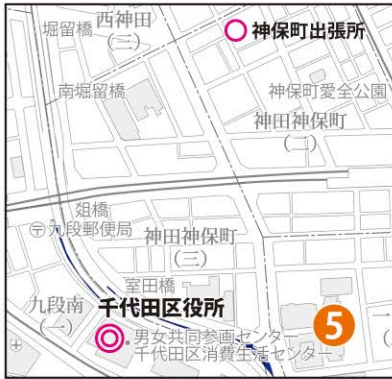 西神田
(三)
堀留橋
神保町出張所
南堀留橋
神保町愛全公園
神田神保町
(二)
俎橋
〒九段郵便局
神田神保町
(三)
室田橋
九段南
(一)
千代田区役所
男女共同参画センター
千代田区消費生活センター
5
一
(